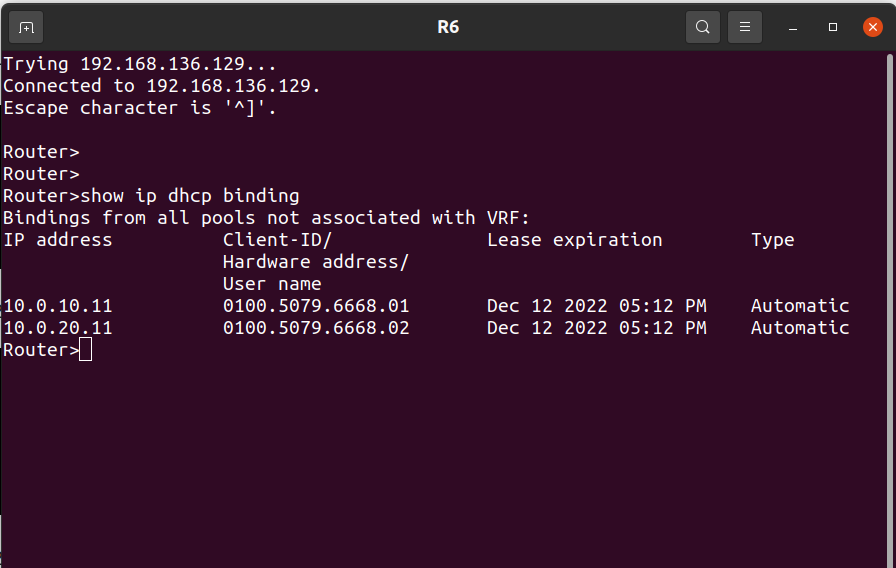 R6
Trying 192.168.136.129...
Connected to 192.168.136.129.
Escape character is '^]'.
Router>
Router>
Router>show ip dhcp binding
Bindings from all pools not associated with VRF:
IP address          Client-ID/              Lease expiration        Type
                    Hardware address/
                    User name
10.0.10.11          0100.5079.6668.01       Dec 12 2022 05:12 PM    Automatic
10.0.20.11          0100.5079.6668.02       Dec 12 2022 05:12 PM    Automatic
Router>